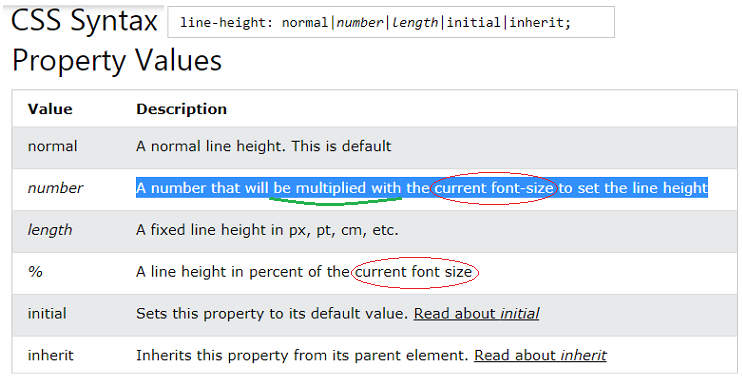 CSS Syntax
line-height: normal|number|length|initial|inherit;
Property Values
Value Description
normal A normal line height. This is default
number A number that will be multiplied with the current font-size to set the line height
length A fixed line height in px, pt, cm, etc.
% A line height in percent of the current font size
initial Sets this property to its default value. Read about initial
inherit Inherits this property from its parent element. Read about inherit